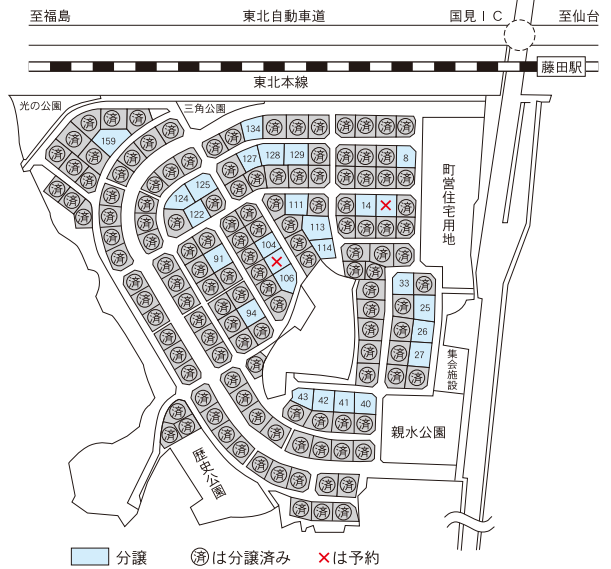 至福島 東北自動車道 国見IC 至仙台
藤田駅
東北本線
光の公園 三角公園
134
159
127 128 129 8
町営住宅用地
124 125
122
111 14 ×
113
104 114
91 ×
106
33
25
94
26
27
集会施設
43 42 41 40
親水公園
歴史公園
分譲 済は分譲済み ×は予約